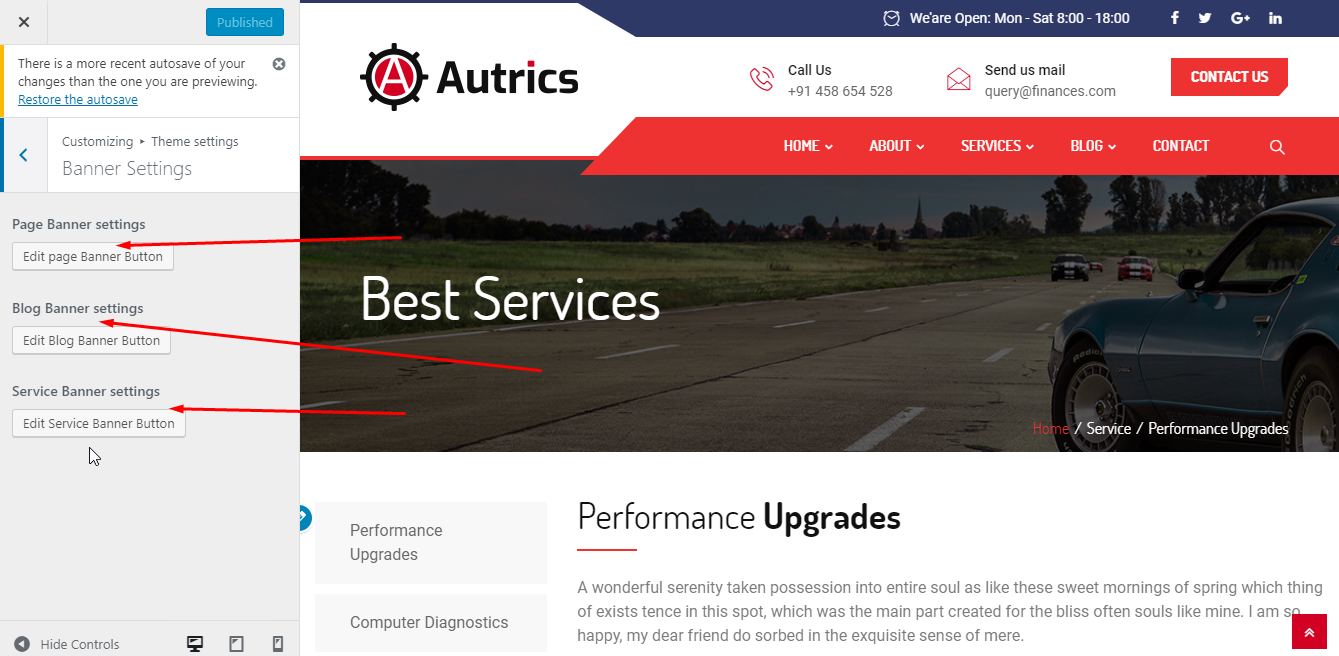 Published
There is a more recent autosave of your
changes than the one you are previewing.
Restore the autosave
Customizing ▸ Theme settings
Banner Settings
Page Banner settings
Edit page Banner Button
Blog Banner settings
Edit Blog Banner Button
Service Banner settings
Edit Service Banner Button
Hide Controls
We'are Open: Mon - Sat 8:00 - 18:00
Autrics
Call Us
+91 458 654 528
Send us mail
query@finances.com
CONTACT US
HOME ABOUT SERVICES BLOG CONTACT
Best Services
Home / Service / Performance Upgrades
Performance
Upgrades
Computer Diagnostics
Performance Upgrades
A wonderful serenity taken possession into entire soul as like these sweet mornings of spring which thing
of exists tence in this spot, which was the main part created for the bliss often souls like mine. I am so
happy, my dear friend do sorbed in the exquisite sense of mere.